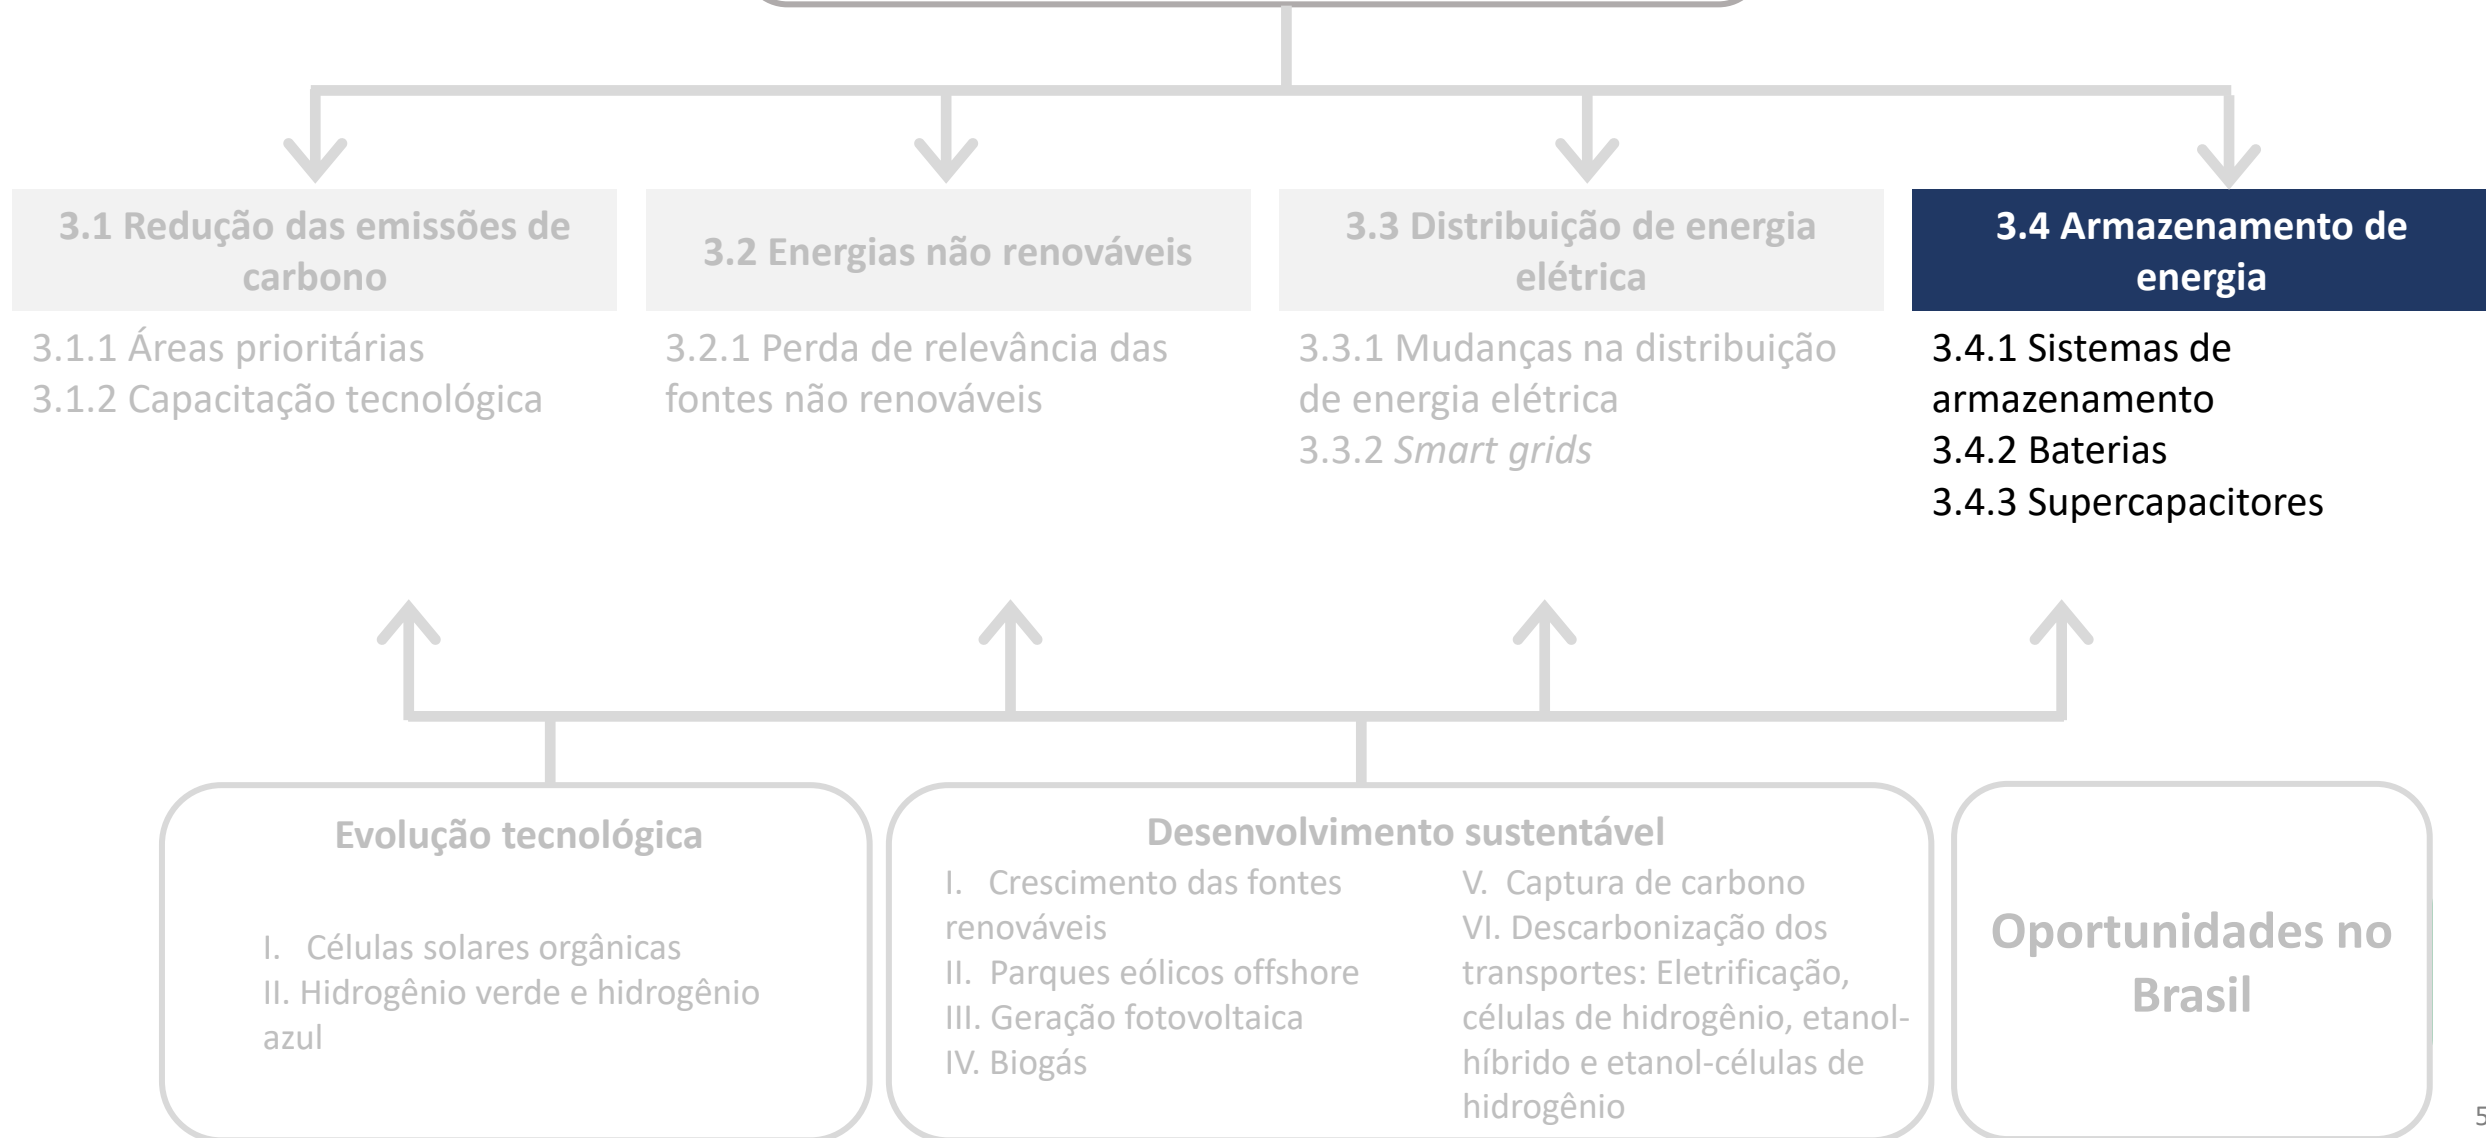 3.1 Redução das emissões de
carbono
3.1.1 Áreas prioritárias
3.1.2 Capacitação tecnológica
3.2 Energias não renováveis
3.2.1 Perda de relevância das
fontes não renováveis
3.3 Distribuição de energia
elétrica
3.3.1 Mudanças na distribuição
de energia elétrica
3.3.2 Smart grids
3.4 Armazenamento de
energia
3.4.1 Sistemas de
armazenamento
3.4.2 Baterias
3.4.3 Supercapacitores
Evolução tecnológica
I. Células solares orgânicas
II. Hidrogênio verde e hidrogênio
azul
Desenvolvimento sustentável
I. Crescimento das fontes
renováveis
II. Parques eólicos offshore
III. Geração fotovoltaica
IV. Biogás
V. Captura de carbono
VI. Descarbonização dos
transportes: Eletrificação,
células de hidrogênio, etanol-
híbrido e etanol-células de
hidrogênio
Oportunidades no
Brasil